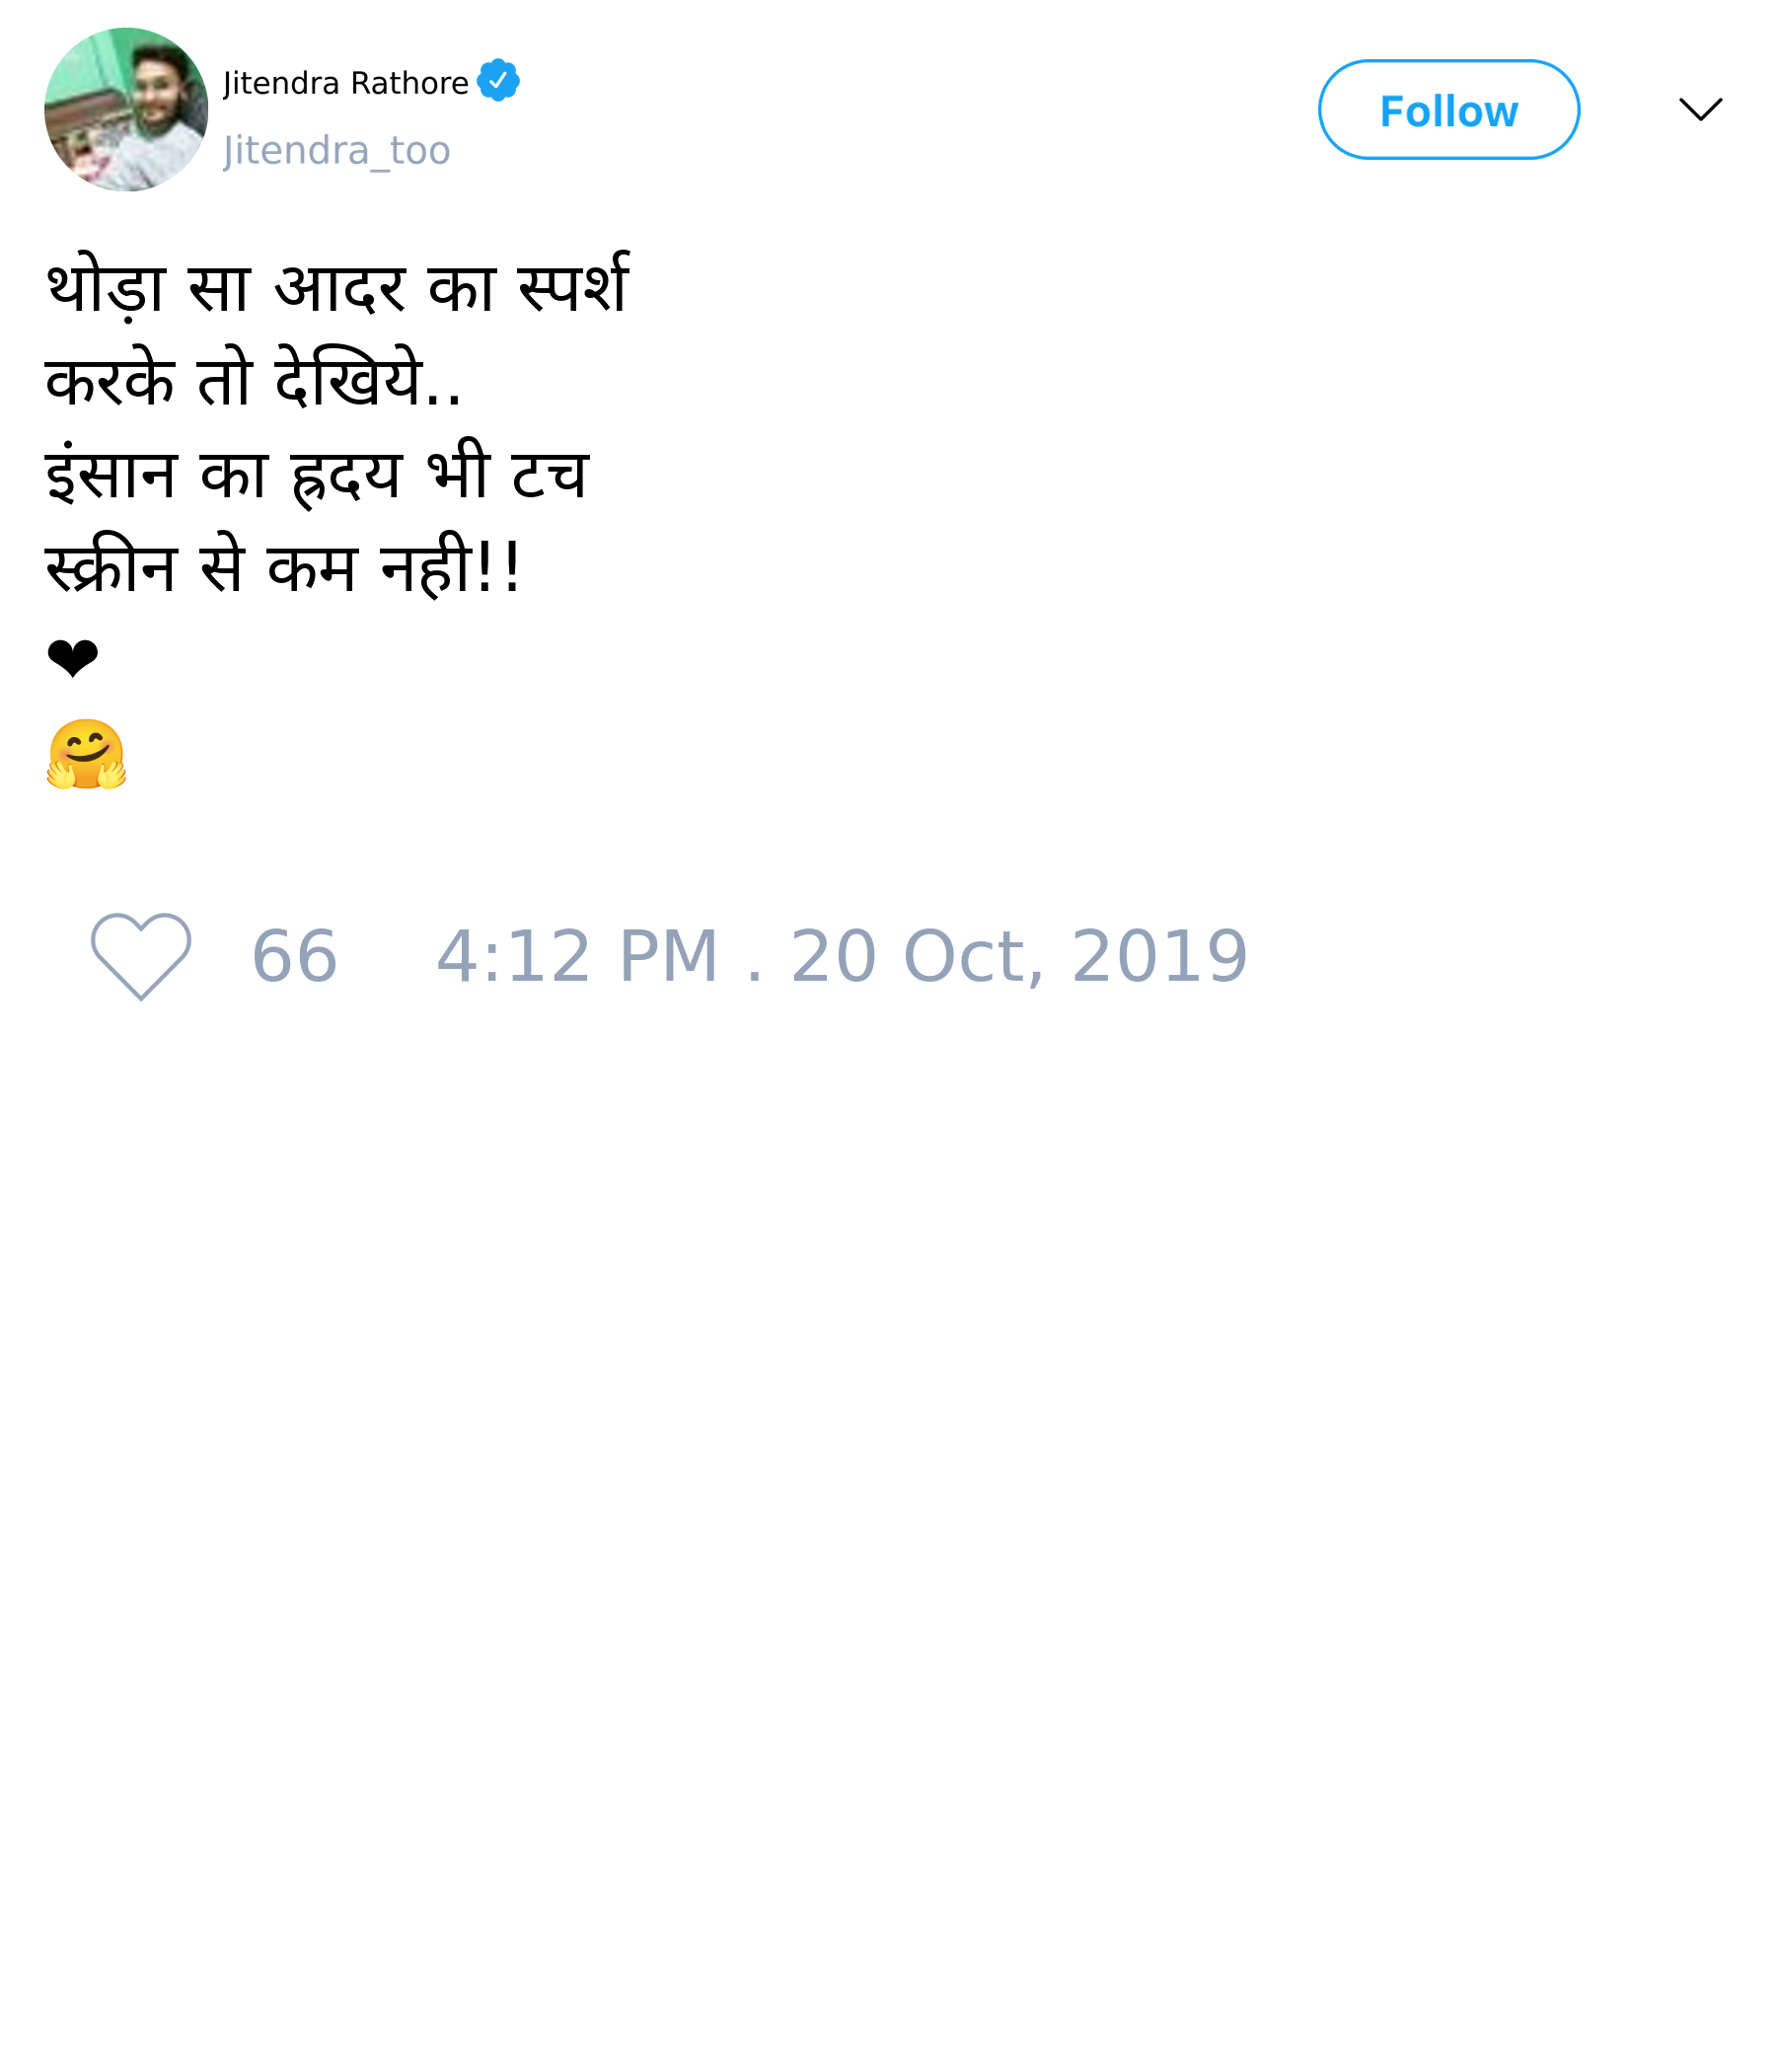 Jitendra Rathore
Jitendra_too
Follow
थोड़ा सा आदर का स्पर्श
करके तो देखिये..
इंसान का ह्रदय भी टच
स्क्रीन से कम नही!!
❤
🤗
66 4:12 PM . 20 Oct, 2019